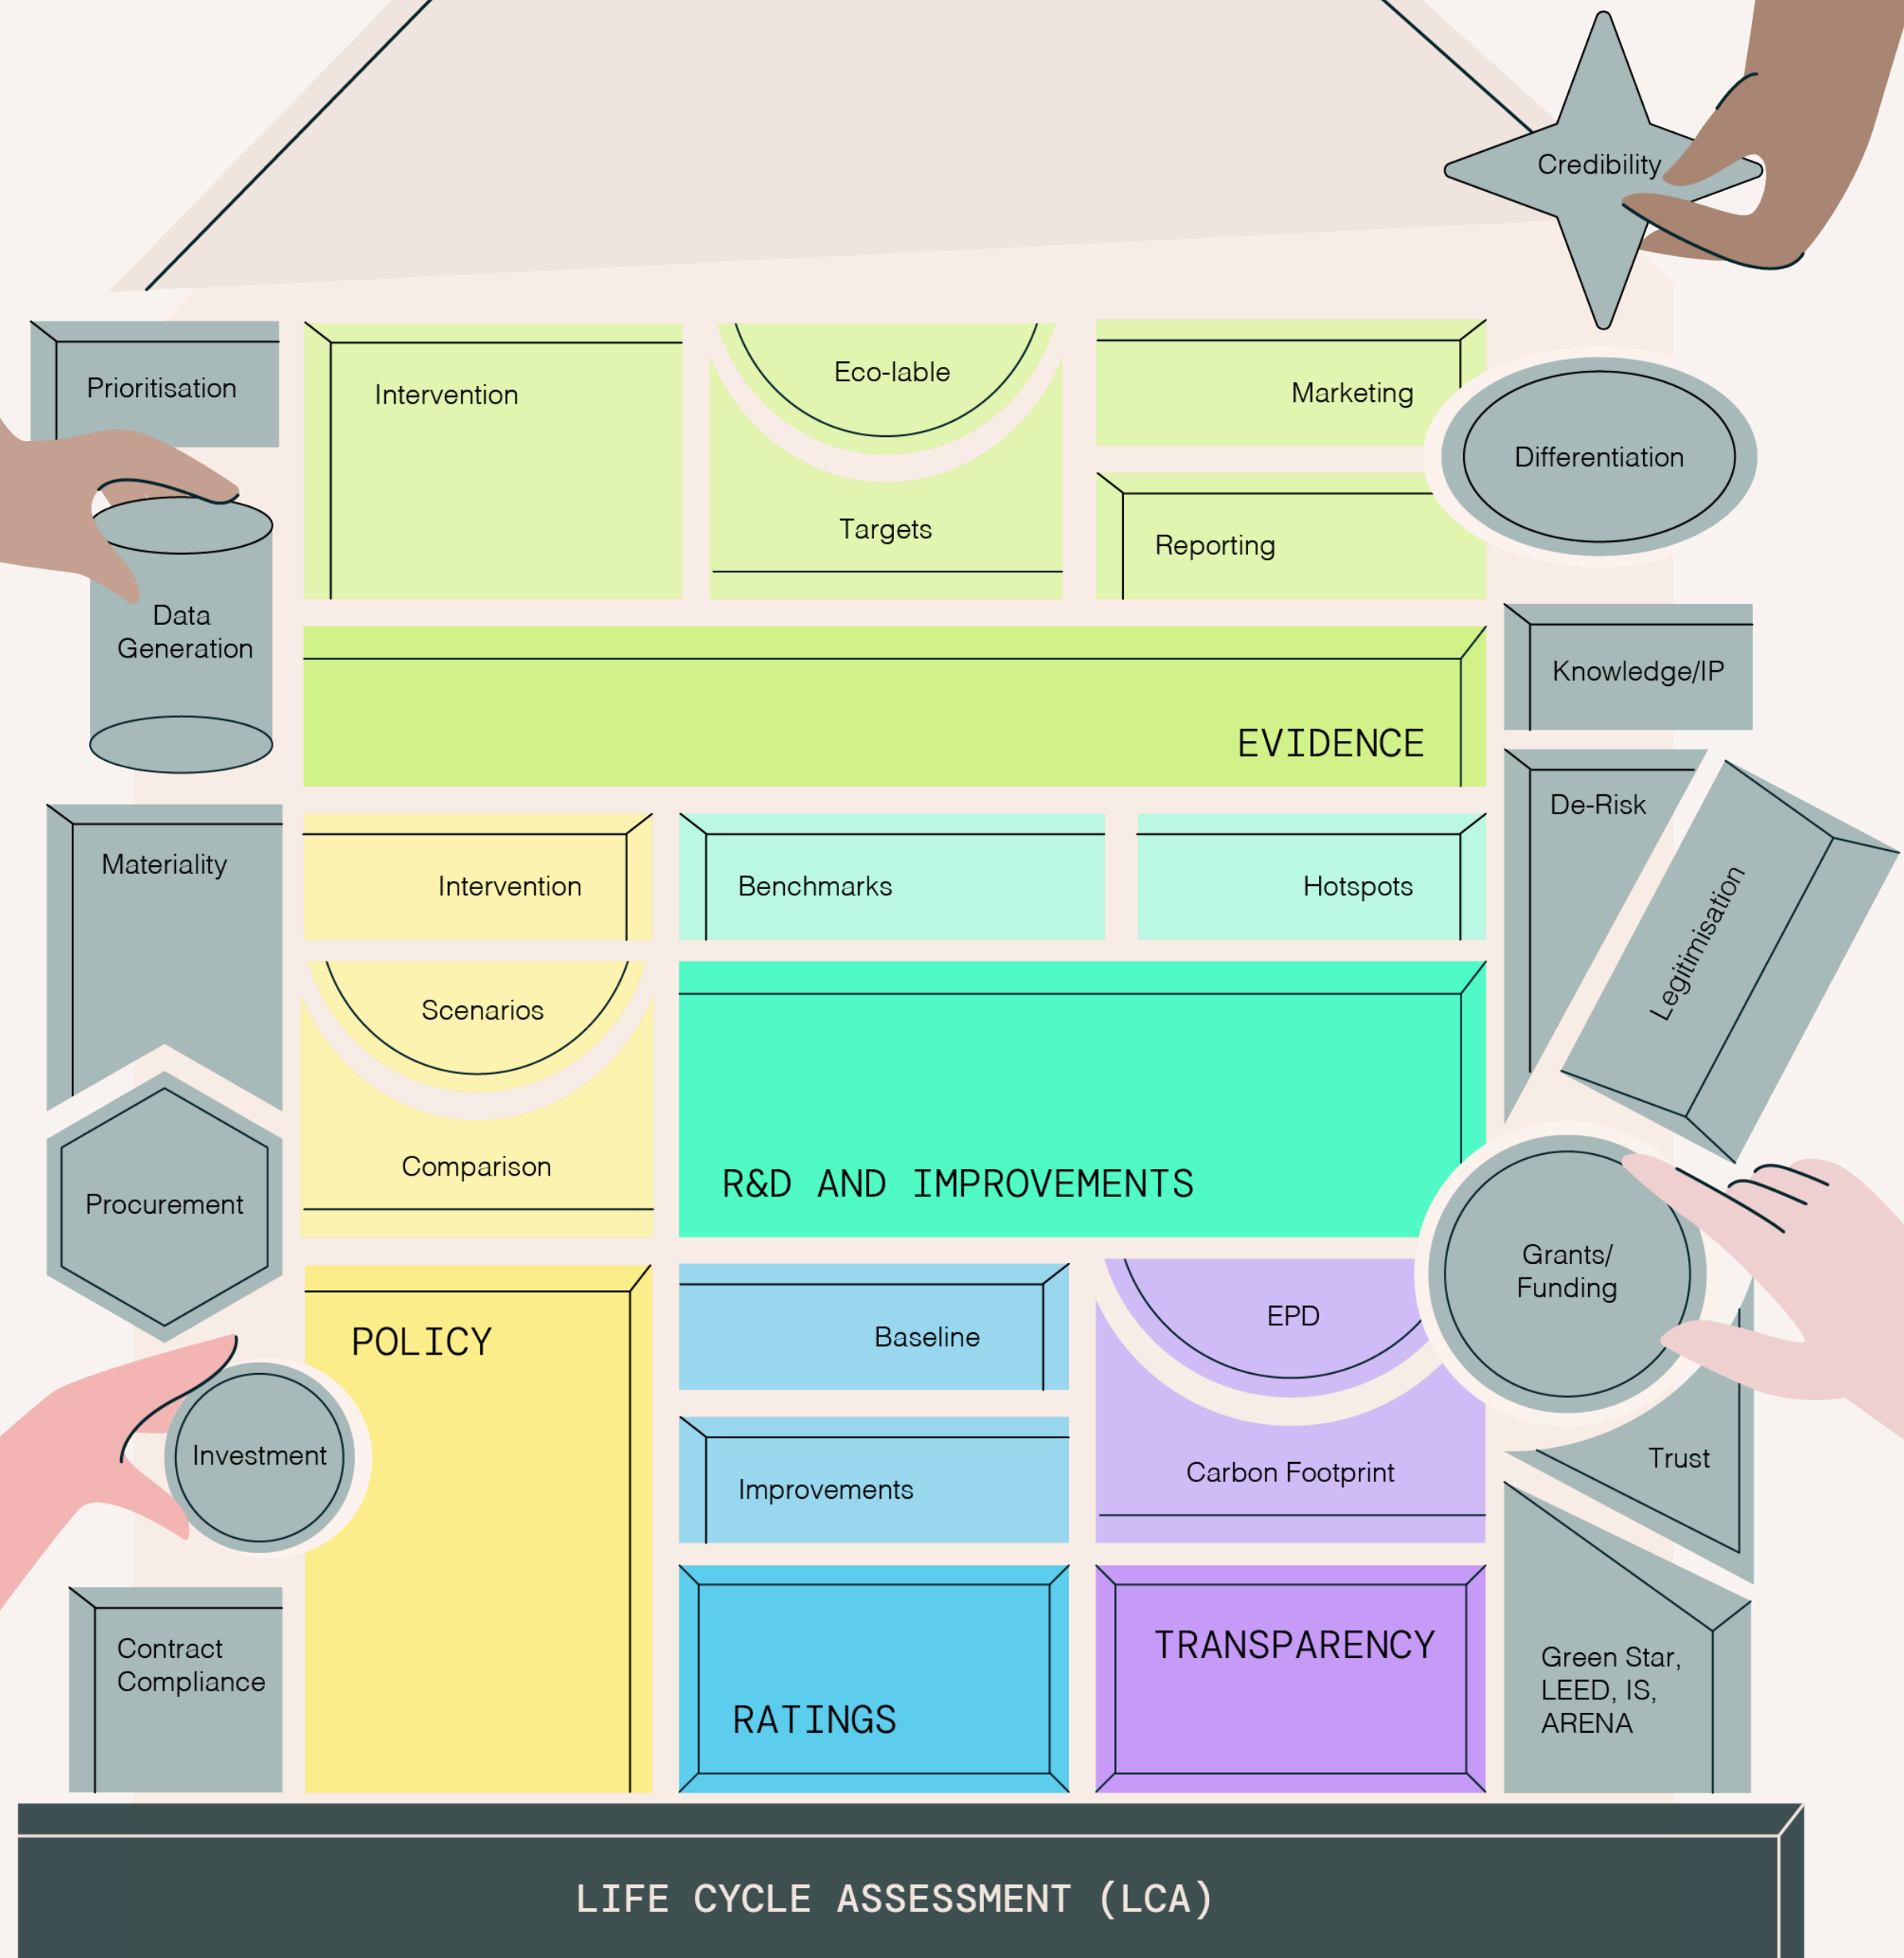 Credibility
Prioritisation
Intervention
Eco-lable
Marketing
Differentiation
Targets
Reporting
Data
Generation
Knowledge/IP
EVIDENCE
De-Risk
Materiality
Intervention
Benchmarks
Hotspots
Legitimisation
Scenarios
Comparison
R&D AND IMPROVEMENTS
Procurement
Grants/
Funding
POLICY
Baseline
EPD
Investment
Improvements
Carbon Footprint
Trust
Contract
Compliance
RATINGS
TRANSPARENCY
Green Star,
LEED, IS,
ARENA
LIFE CYCLE ASSESSMENT (LCA)